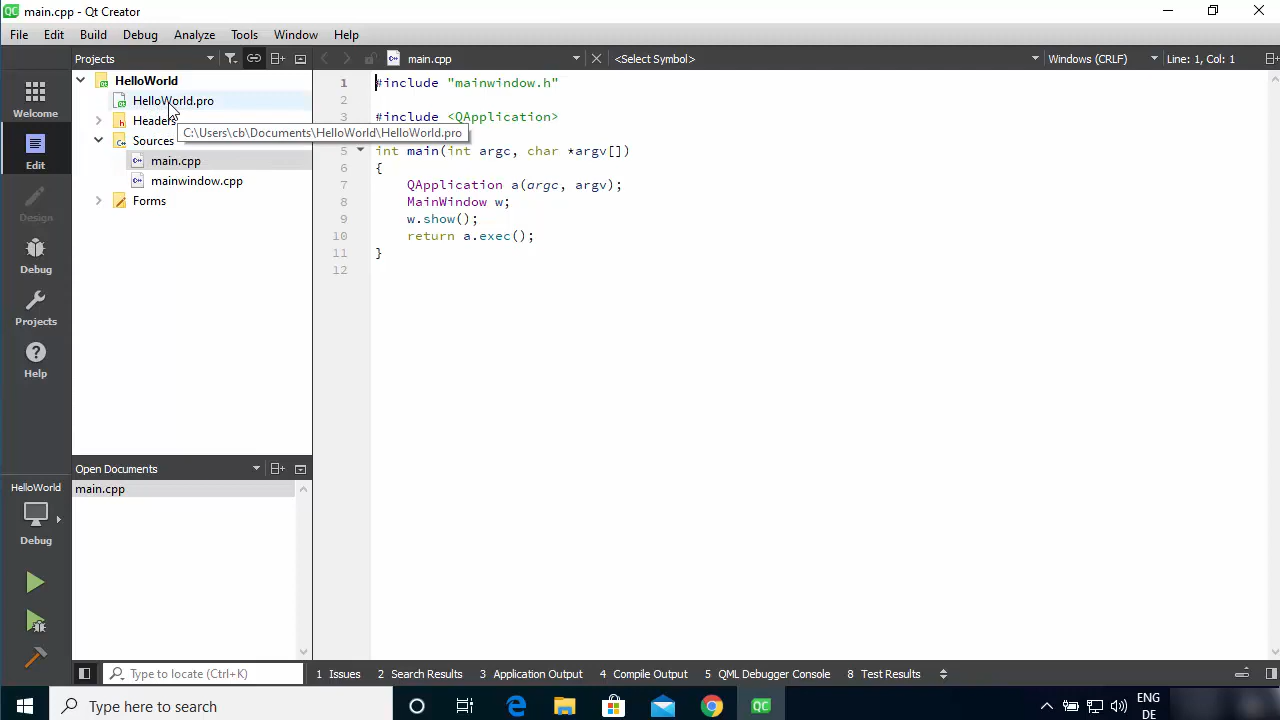 QC main.cpp - Qt Creator
File Edit View Build Debug Analyze Tools Window Help
Projects
main.cpp
<Select Symbol>
Windows (CRLF)
Line: 1, Col: 1
Welcome
Edit
Design
Debug
Projects
Help
HelloWorld
HelloWorld.pro
Headers
C:\Users\cb\Documents\HelloWorld\HelloWorld.pro
Sources
main.cpp
mainwindow.cpp
Forms
1 #include "mainwindow.h"
2
3 #include <QApplication>
5 int main(int argc, char *argv[])
6 {
7 QApplication a(argc, argv);
8 MainWindow w;
9 w.show();
10 return a.exec();
11 }
12
Open Documents
main.cpp
HelloWorld
Debug
Type to locate (Ctrl+K)
1 Issues 2 Search Results 3 Application Output 4 Compile Output 5 QML Debugger Console 8 Test Results
Type here to search
QC
ENG
DE